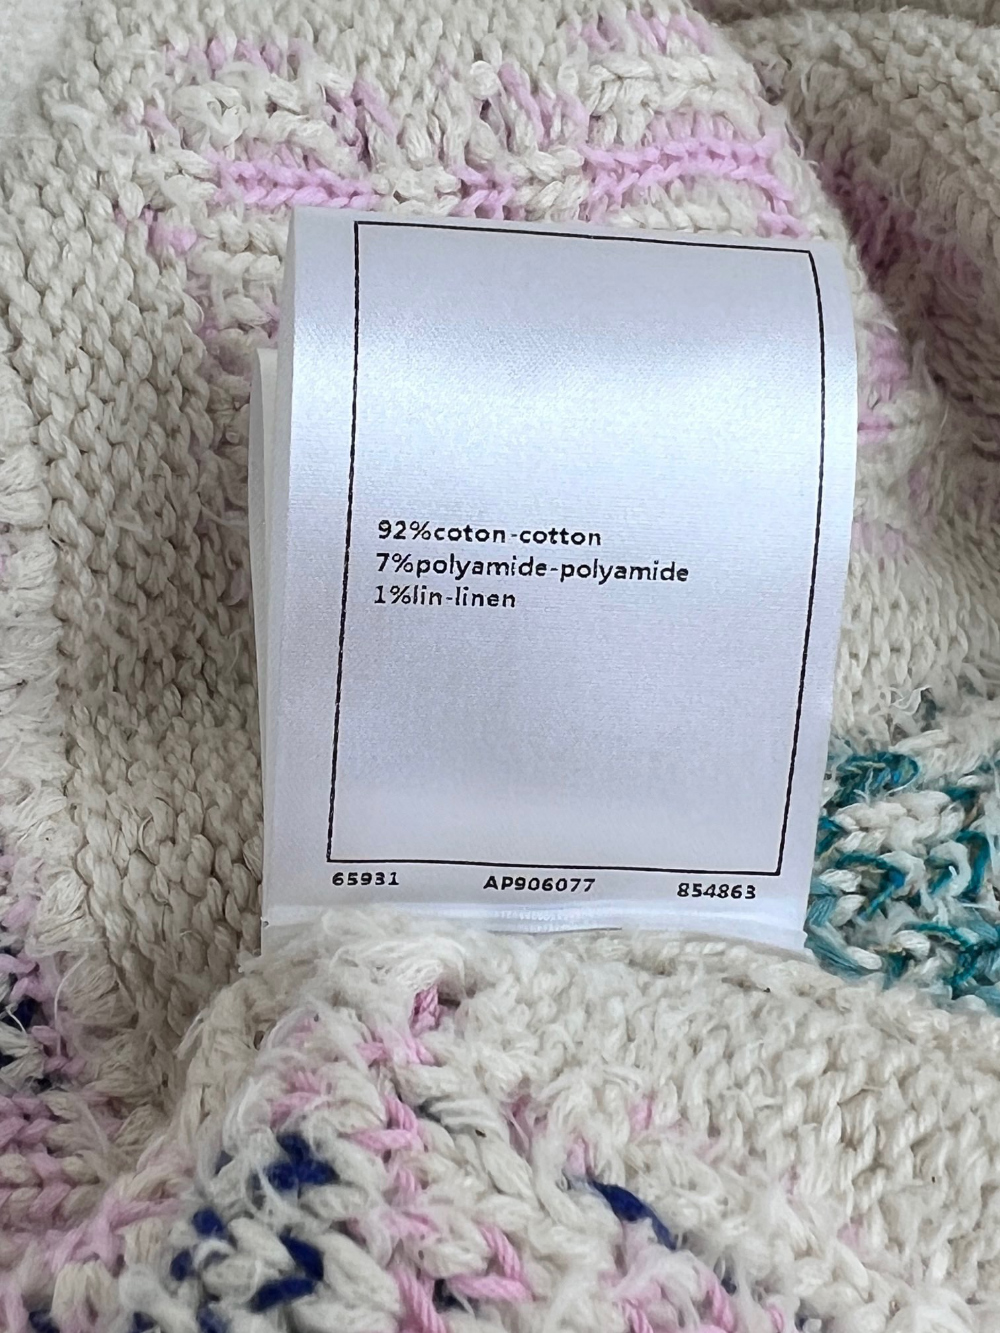 92%coton-cotton
7%polyamide-polyamide
1%lin-linen
65931 AP906077 854863